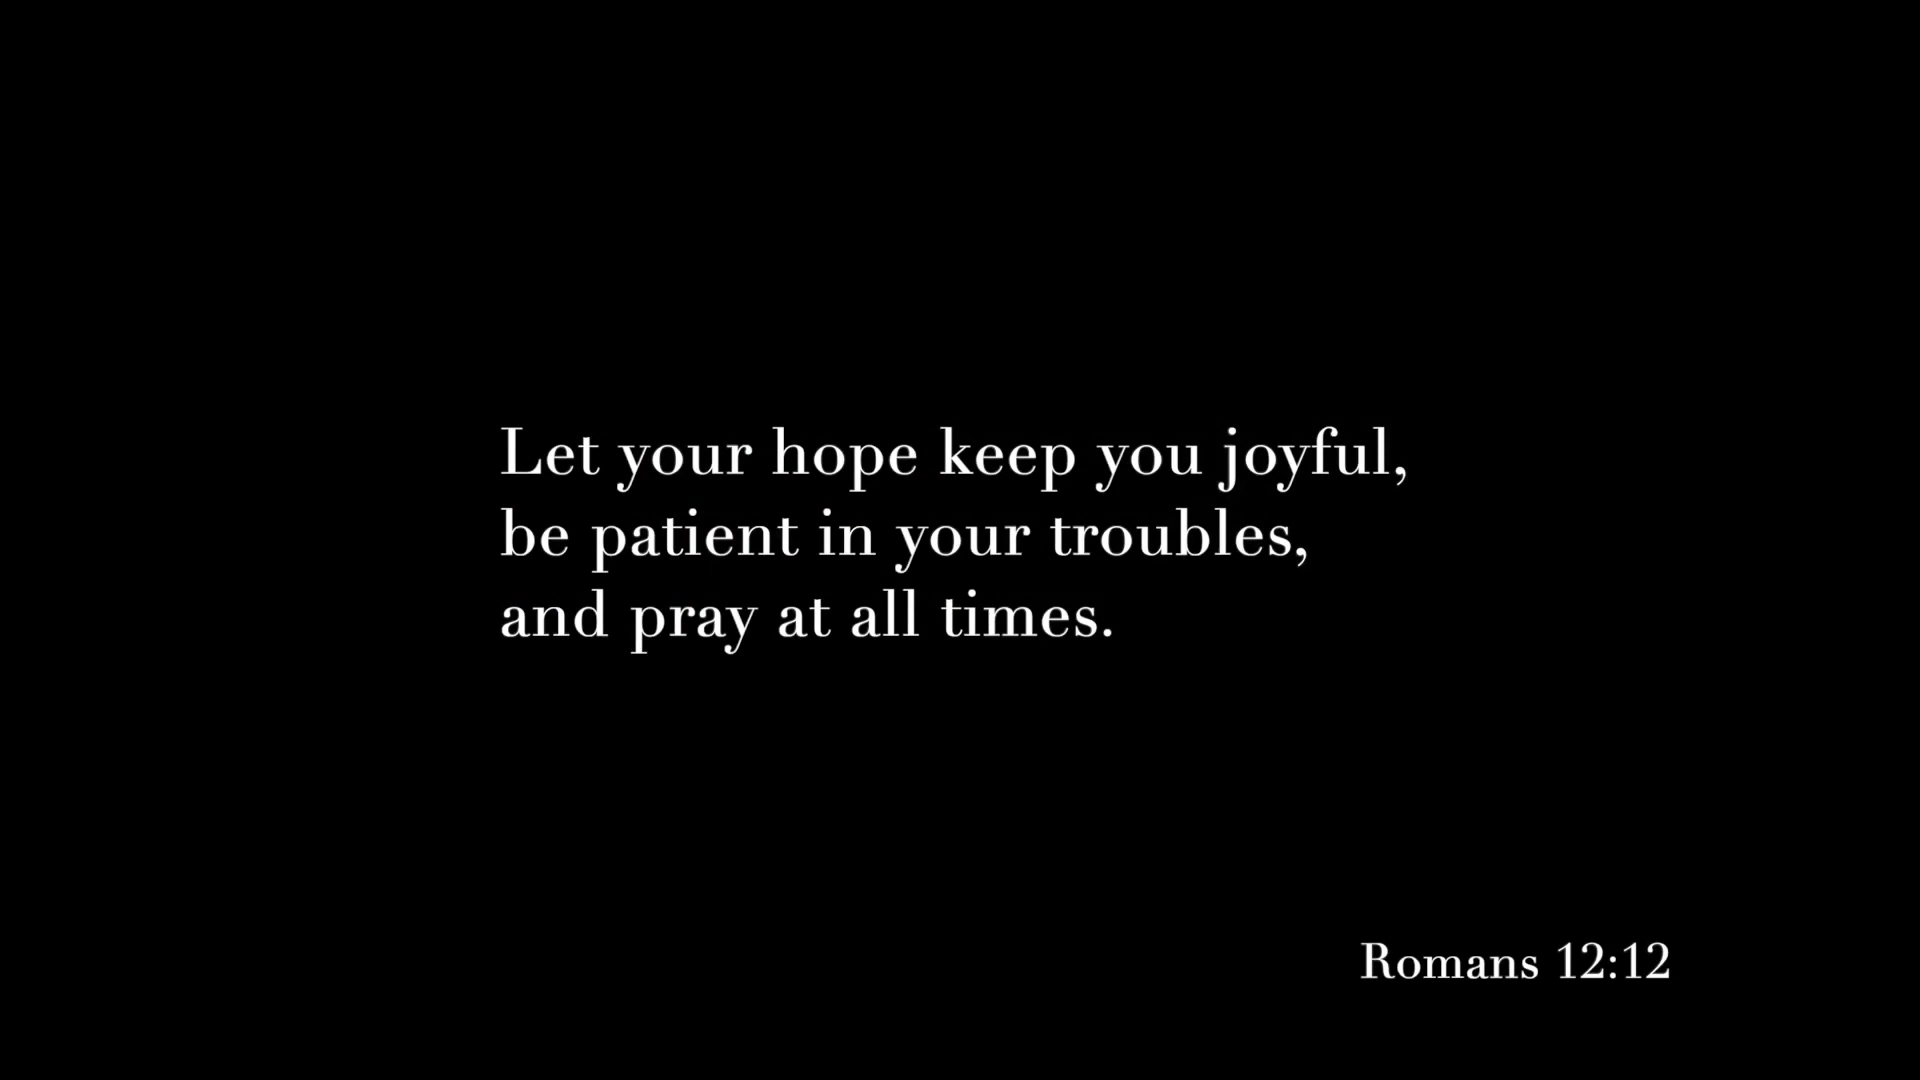 Let your hope keep you joyful,
be patient in your troubles,
and pray at all times.
Romans 12:12